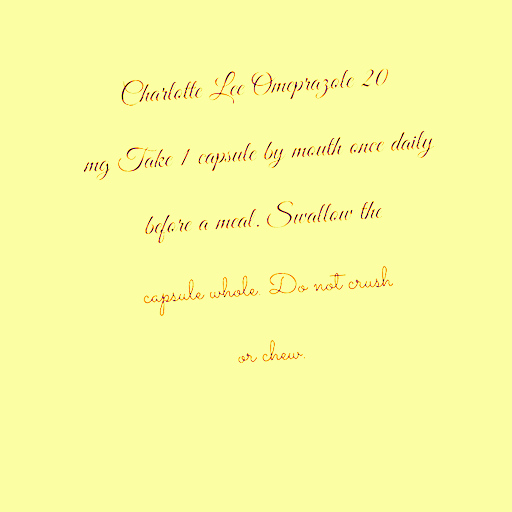 Charlotte Lee Omeprazole 20
mg Take 1 capsule by mouth once daily
before a meal. Swallow the
capsule whole. Do not crush
or chew.